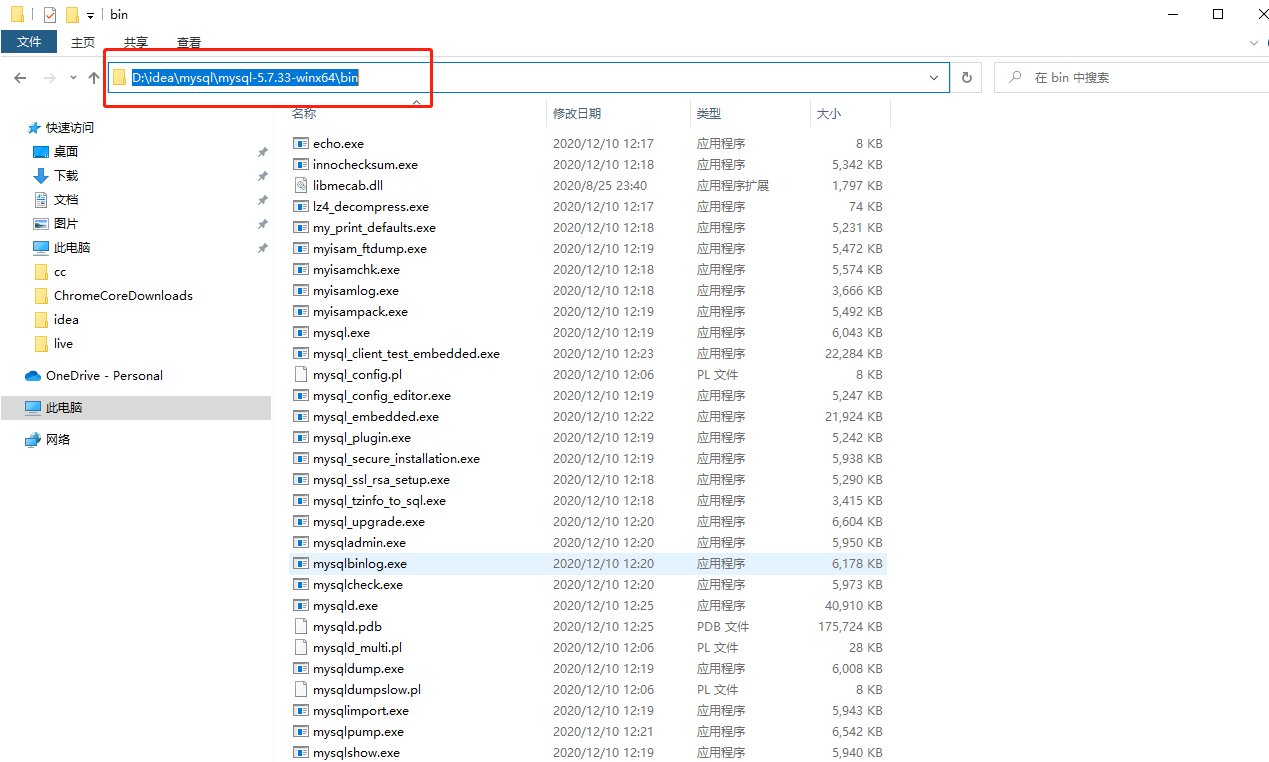 bin
文件 主页 共享 查看
D:\idea\mysql\mysql-5.7.33-winx64\bin
在 bin 中搜索
快速访问
桌面
下载
文档
图片
此电脑
cc
ChromeCoreDownloads
idea
live
OneDrive - Personal
此电脑
网络
名称 修改日期 类型 大小
echo.exe 2020/12/10 12:17 应用程序 8 KB
innochecksum.exe 2020/12/10 12:18 应用程序 5,342 KB
libmecab.dll 2020/8/25 23:40 应用程序扩展 1,797 KB
lz4_decompress.exe 2020/12/10 12:17 应用程序 74 KB
my_print_defaults.exe 2020/12/10 12:18 应用程序 5,231 KB
myisam_ftdump.exe 2020/12/10 12:19 应用程序 5,472 KB
myisamchk.exe 2020/12/10 12:18 应用程序 5,574 KB
myisamlog.exe 2020/12/10 12:18 应用程序 3,666 KB
myisampack.exe 2020/12/10 12:19 应用程序 5,492 KB
mysql.exe 2020/12/10 12:19 应用程序 6,043 KB
mysql_client_test_embedded.exe 2020/12/10 12:23 应用程序 22,284 KB
mysql_config.pl 2020/12/10 12:06 PL 文件 8 KB
mysql_config_editor.exe 2020/12/10 12:19 应用程序 5,247 KB
mysql_embedded.exe 2020/12/10 12:22 应用程序 21,924 KB
mysql_plugin.exe 2020/12/10 12:19 应用程序 5,242 KB
mysql_secure_installation.exe 2020/12/10 12:19 应用程序 5,938 KB
mysql_ssl_rsa_setup.exe 2020/12/10 12:18 应用程序 5,290 KB
mysql_tzinfo_to_sql.exe 2020/12/10 12:18 应用程序 3,415 KB
mysql_upgrade.exe 2020/12/10 12:20 应用程序 6,604 KB
mysqladmin.exe 2020/12/10 12:20 应用程序 5,950 KB
mysqlbinlog.exe 2020/12/10 12:20 应用程序 6,178 KB
mysqlcheck.exe 2020/12/10 12:20 应用程序 5,973 KB
mysqld.exe 2020/12/10 12:25 应用程序 40,910 KB
mysqld.pdb 2020/12/10 12:25 PDB 文件 175,724 KB
mysqld_multi.pl 2020/12/10 12:06 PL 文件 28 KB
mysqldump.exe 2020/12/10 12:19 应用程序 6,008 KB
mysqldumpslow.pl 2020/12/10 12:06 PL 文件 8 KB
mysqlimport.exe 2020/12/10 12:19 应用程序 5,943 KB
mysqlpump.exe 2020/12/10 12:21 应用程序 6,542 KB
mysqlshow.exe 2020/12/10 12:19 应用程序 5,940 KB